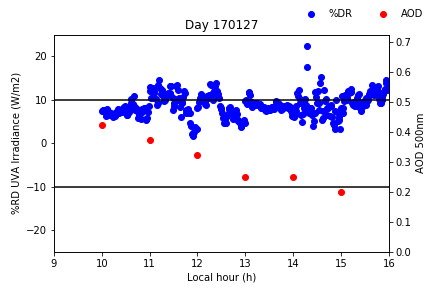 %DR AOD
Day 170127
%RD UVA Irradiance (W/m2)
20
10
0
−10
−20
0.7
0.6
0.5
0.4
0.3
0.2
0.1
0.0
AOD 500nm
9 10 11 12 13 14 15 16
Local hour (h)